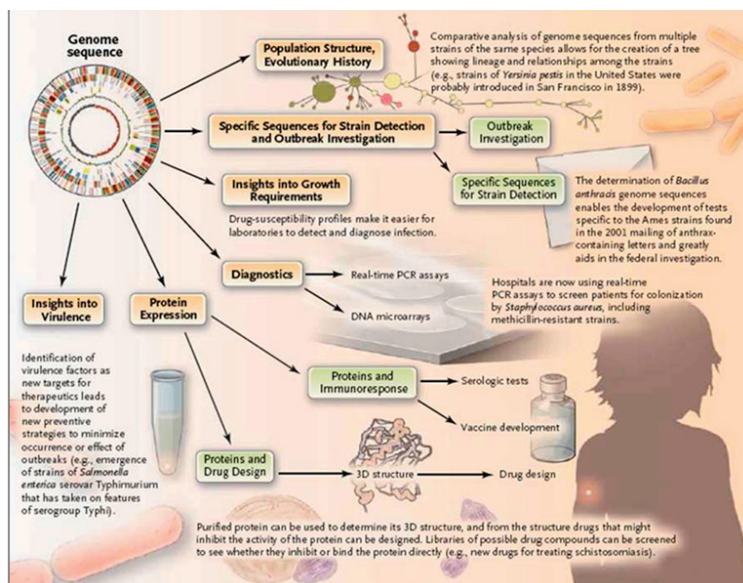 Genome
sequence
Population Structure,
Evolutionary History
Comparative analysis of genome sequences from multiple
strains of the same species allows for the creation of a tree
showing lineage and relationships among the strains
(e.g., strains of Yersinia pestis in the United States were
probably introduced in San Francisco in 1899).
Specific Sequences for Strain Detection
and Outbreak Investigation
Outbreak
Investigation
Specific Sequences
for Strain Detection
Insights into Growth
Requirements
Drug-susceptibility profiles make it easier for
laboratories to detect and diagnose infection.
The determination of Bacillus
anthracis genome sequences
enables the development of tests
specific to the Ames strains found
in the 2001 mailing of anthrax-
containing letters and greatly
aids in the federal investigation.
Diagnostics
Real-time PCR assays
DNA microarrays
Hospitals are now using real-time
PCR assays to screen patients for colonization
by Staphylococcus aureus, including
methicillin-resistant strains.
Insights into
Virulence
Protein
Expression
Identification of
virulence factors as
new targets for
therapeutics leads
to development of
new preventive
strategies to minimize
occurrence or effect of
outbreaks (e.g., emergence
of strains of Salmonella
enterica serovar Typhimurium
that has taken on features
of serogroup Typhi).
Proteins and
Immunoresponse
Serologic tests
Vaccine development
Proteins and
Drug Design
3D structure
Drug design
Purified protein can be used to determine its 3D structure, and from the structure drugs that might
inhibit the activity of the protein can be designed. Libraries of possible drug compounds can be screened
to see whether they inhibit or bind the protein directly (e.g., new drugs for treating schistosomiasis).